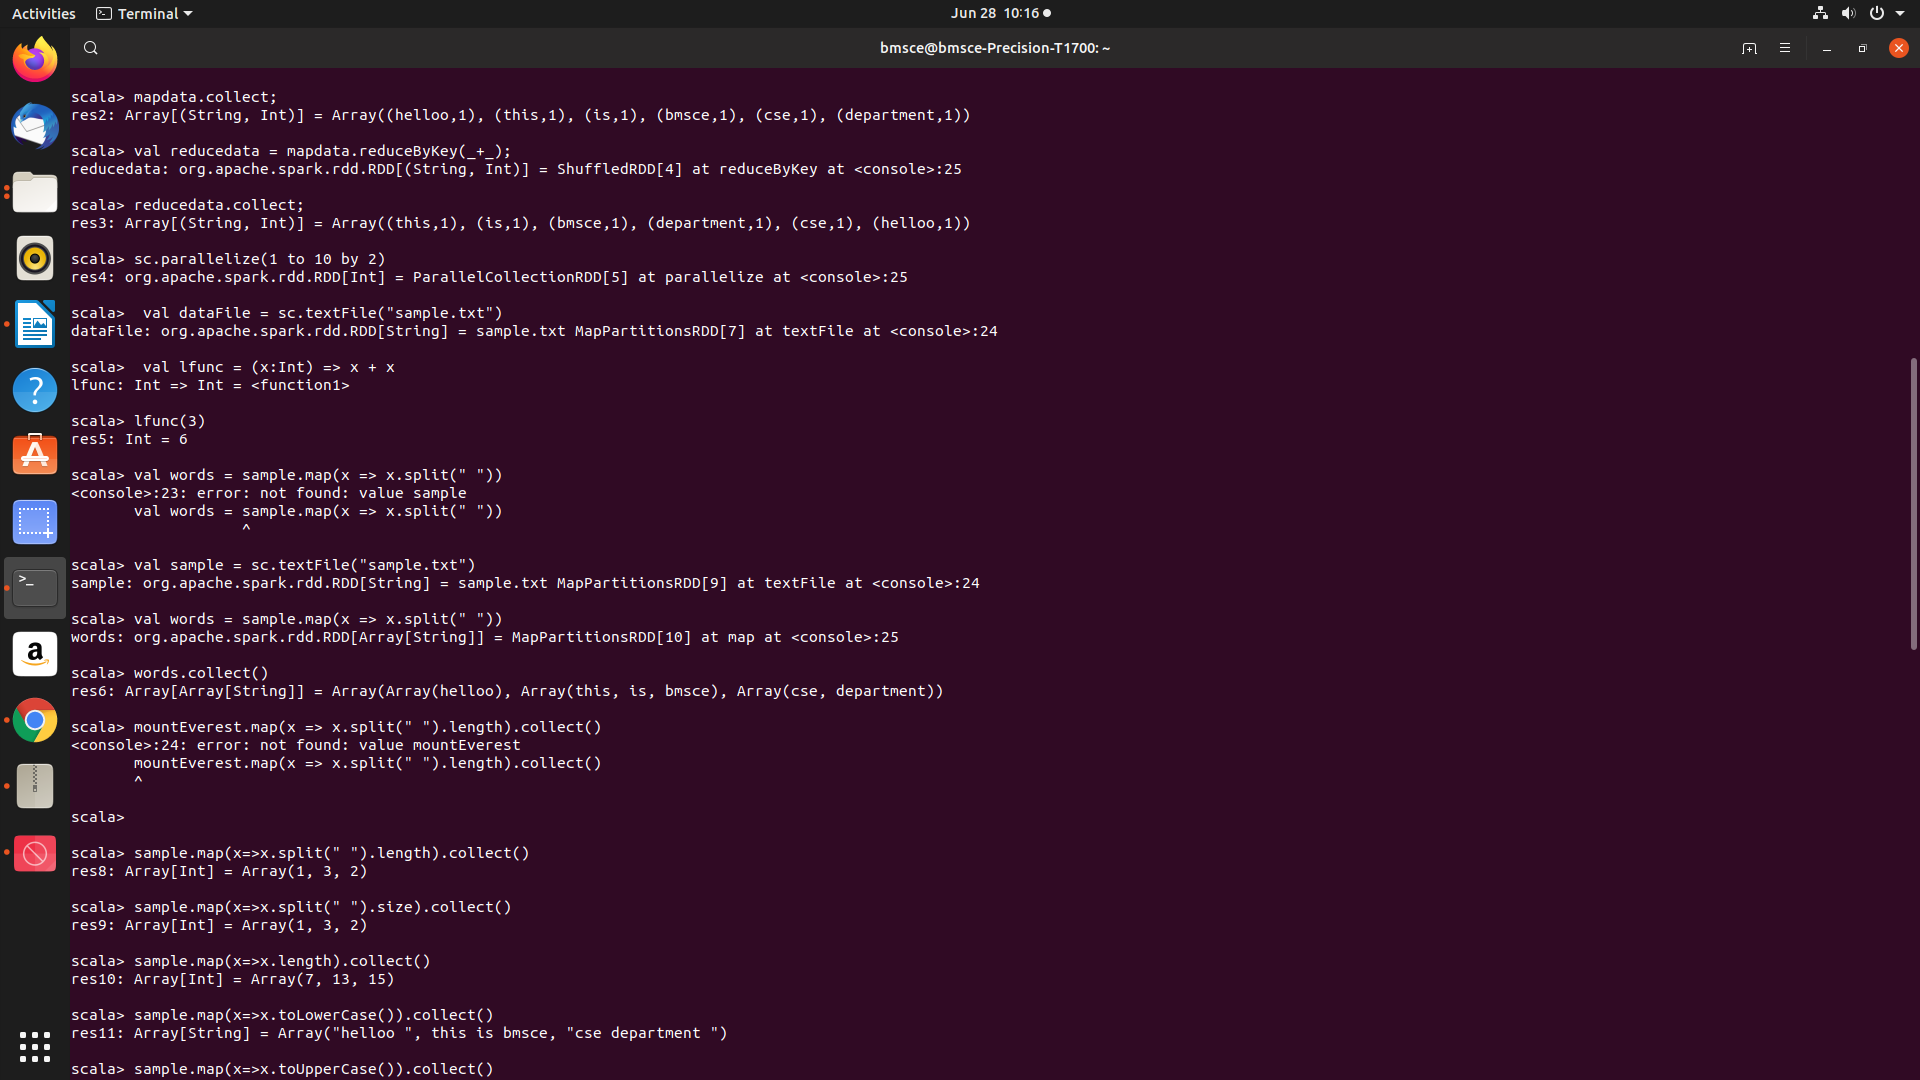 Activities Terminal Jun 28 10:16
bmsce@bmsce-Precision-T1700: ~
scala> mapdata.collect;
res2: Array[(String, Int)] = Array((helloo,1), (this,1), (is,1), (bmsce,1), (cse,1), (department,1))
scala> val reducedata = mapdata.reduceByKey(_+_);
reducedata: org.apache.spark.rdd.RDD[(String, Int)] = ShuffledRDD[4] at reduceByKey at <console>:25
scala> reducedata.collect;
res3: Array[(String, Int)] = Array((this,1), (is,1), (bmsce,1), (department,1), (cse,1), (helloo,1))
scala> sc.parallelize(1 to 10 by 2)
res4: org.apache.spark.rdd.RDD[Int] = ParallelCollectionRDD[5] at parallelize at <console>:25
scala>  val dataFile = sc.textFile("sample.txt")
dataFile: org.apache.spark.rdd.RDD[String] = sample.txt MapPartitionsRDD[7] at textFile at <console>:24
scala>  val lfunc = (x:Int) => x + x
lfunc: Int => Int = <function1>
scala> lfunc(3)
res5: Int = 6
scala> val words = sample.map(x => x.split(" "))
<console>:23: error: not found: value sample
       val words = sample.map(x => x.split(" "))
                   ^
scala> val sample = sc.textFile("sample.txt")
sample: org.apache.spark.rdd.RDD[String] = sample.txt MapPartitionsRDD[9] at textFile at <console>:24
scala> val words = sample.map(x => x.split(" "))
words: org.apache.spark.rdd.RDD[Array[String]] = MapPartitionsRDD[10] at map at <console>:25
scala> words.collect()
res6: Array[Array[String]] = Array(Array(helloo), Array(this, is, bmsce), Array(cse, department))
scala> mountEverest.map(x => x.split(" ").length).collect()
<console>:24: error: not found: value mountEverest
       mountEverest.map(x => x.split(" ").length).collect()
       ^
scala>
scala> sample.map(x=>x.split(" ").length).collect()
res8: Array[Int] = Array(1, 3, 2)
scala> sample.map(x=>x.split(" ").size).collect()
res9: Array[Int] = Array(1, 3, 2)
scala> sample.map(x=>x.length).collect()
res10: Array[Int] = Array(7, 13, 15)
scala> sample.map(x=>x.toLowerCase()).collect()
res11: Array[String] = Array("helloo ", this is bmsce, "cse department ")
scala> sample.map(x=>x.toUpperCase()).collect()